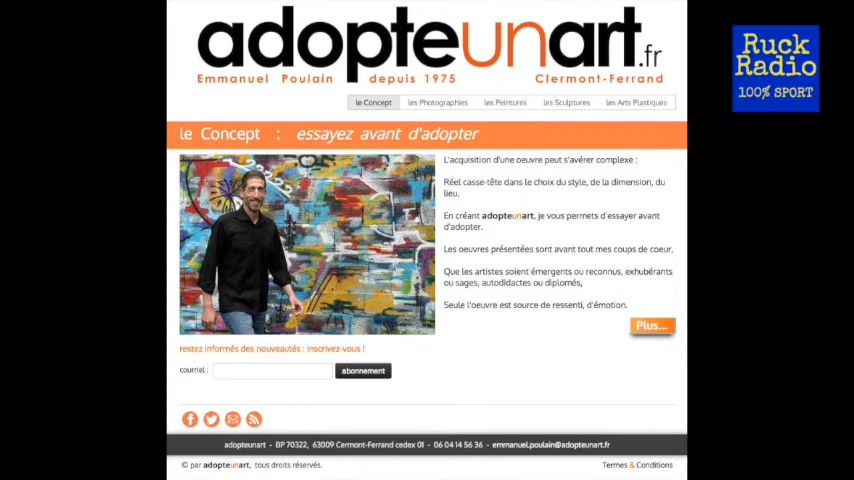 adopteunart.fr
Emmanuel Poulain depuis 1975 Clermont-Ferrand
Ruck
Radio
100% SPORT
le Concept les Photographies les Peintures les Sculptures les Arts Plastiques
le Concept : essayez avant d'adopter
L'acquisition d'une oeuvre peut s'avérer complexe :
Réel casse-tête dans le choix du style, de la dimension, du
lieu,
En créant adopteunart, je vous permets d'essayer avant
d'adopter.
Les oeuvres présentées sont avant tout mes coups de coeur,
Que les artistes soient émergents ou reconnus, exhubérants
ou sages, autodidactes ou diplomés,
Seule l'oeuvre est source de ressenti, d'émotion.
Plus...
restez informés des nouveautés : inscrivez-vous !
courriel : abonnement
adopteunart - BP 70322, 63009 Cermont-Ferrand cedex 01 - 06 04 14 56 36 - emmanuel.poulain@adopteunart.fr
© par adopteunart, tous droits réservés. Termes & Conditions